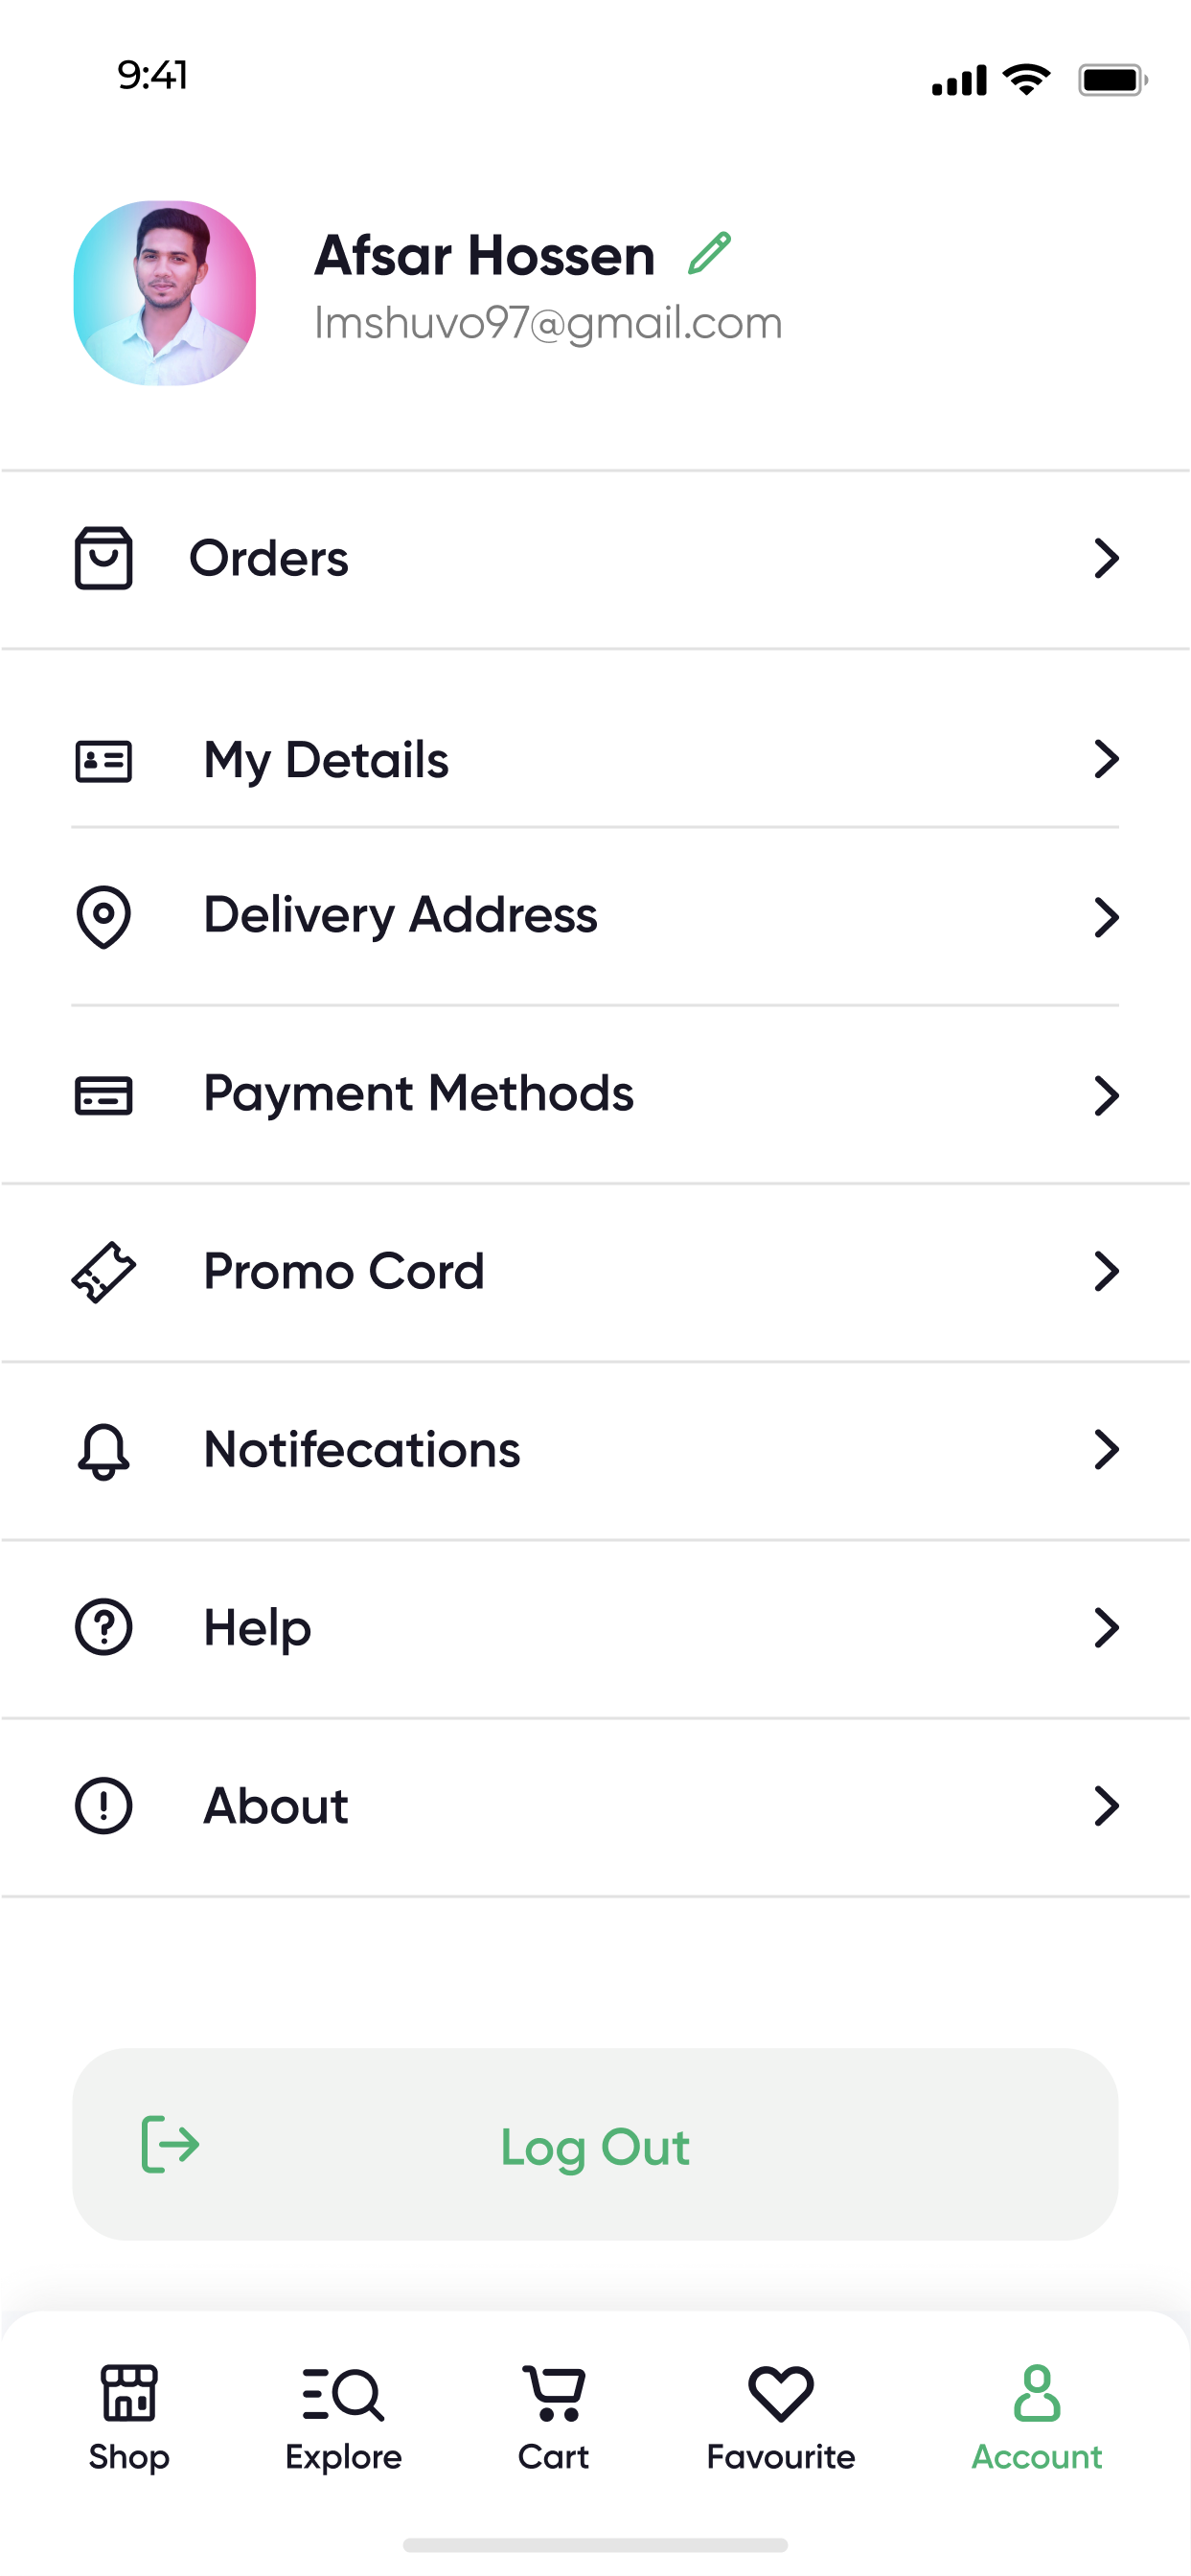 9:41
Afsar Hossen
Imshuvo97@gmail.com
Orders
My Details
Delivery Address
Payment Methods
Promo Cord
Notifecations
Help
About
Log Out
Shop
Explore
Cart
Favourite
Account